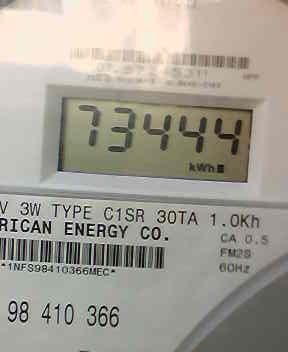 73444
kWh
V 3W TYPE C1SR 30TA 1.0Kh
RICAN ENERGY CO.
CA 0.5
FM2S
60Hz
*1NFS98410366MEC*
98 410 366